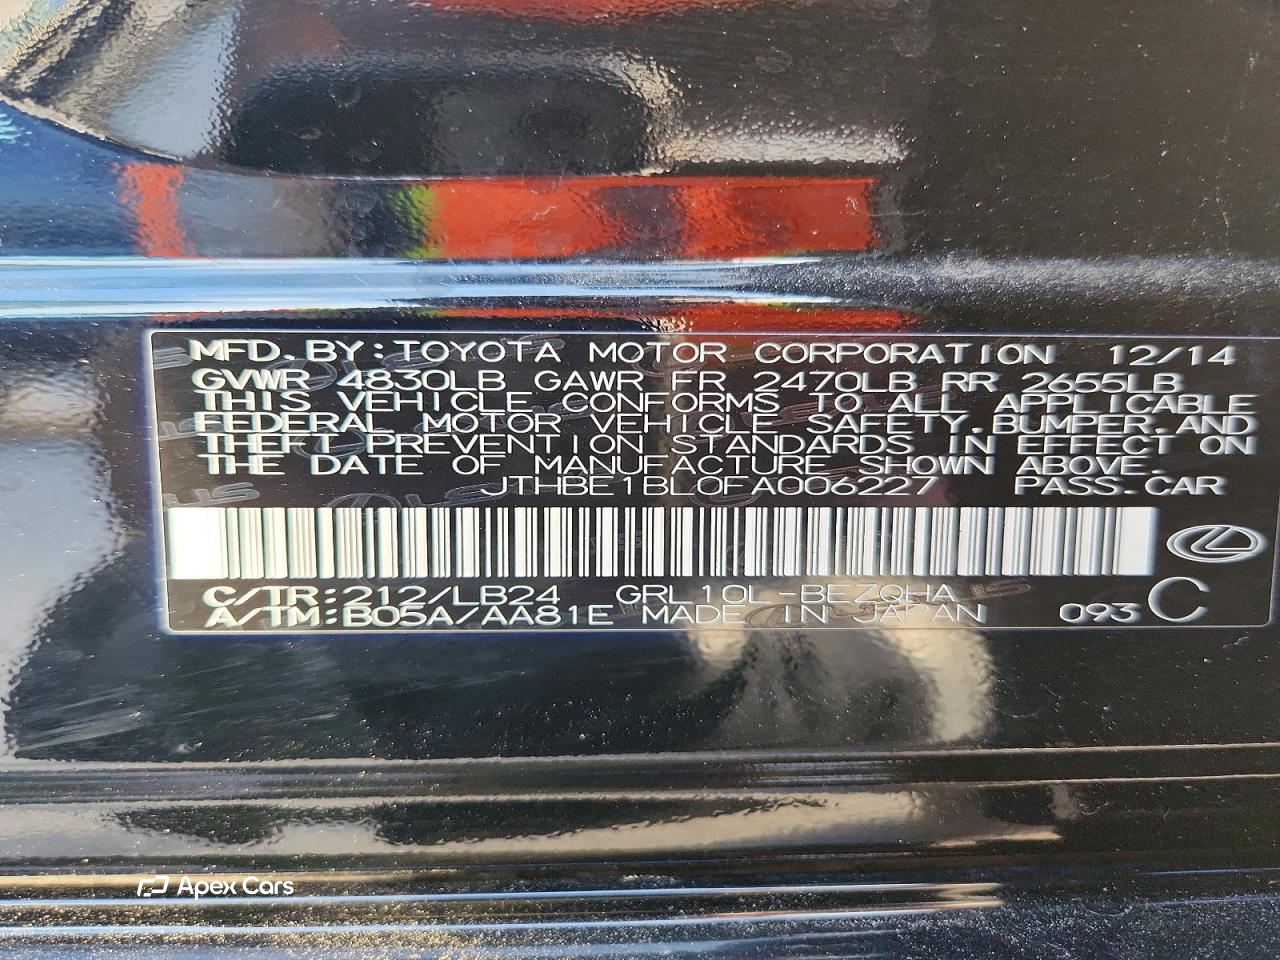 MFD.BY:TOYOTA MOTOR CORPORATION 12/14
GVWR 4830LB GAWR FR 2470LB RR 2655LB
THIS VEHICLE CONFORMS TO ALL APPLICABLE
FEDERAL MOTOR VEHICLE SAFETY,BUMPER,AND
THEFT PREVENTION STANDARDS IN EFFECT ON
THE DATE OF MANUFACTURE SHOWN ABOVE.
JTHBE1BL0FA006227 PASS.CAR
C/TR:212/LB24 GRL10L-BEZQHA
A/TM:B05A/AA81E MADE IN JAPAN 093 C
Apex Cars